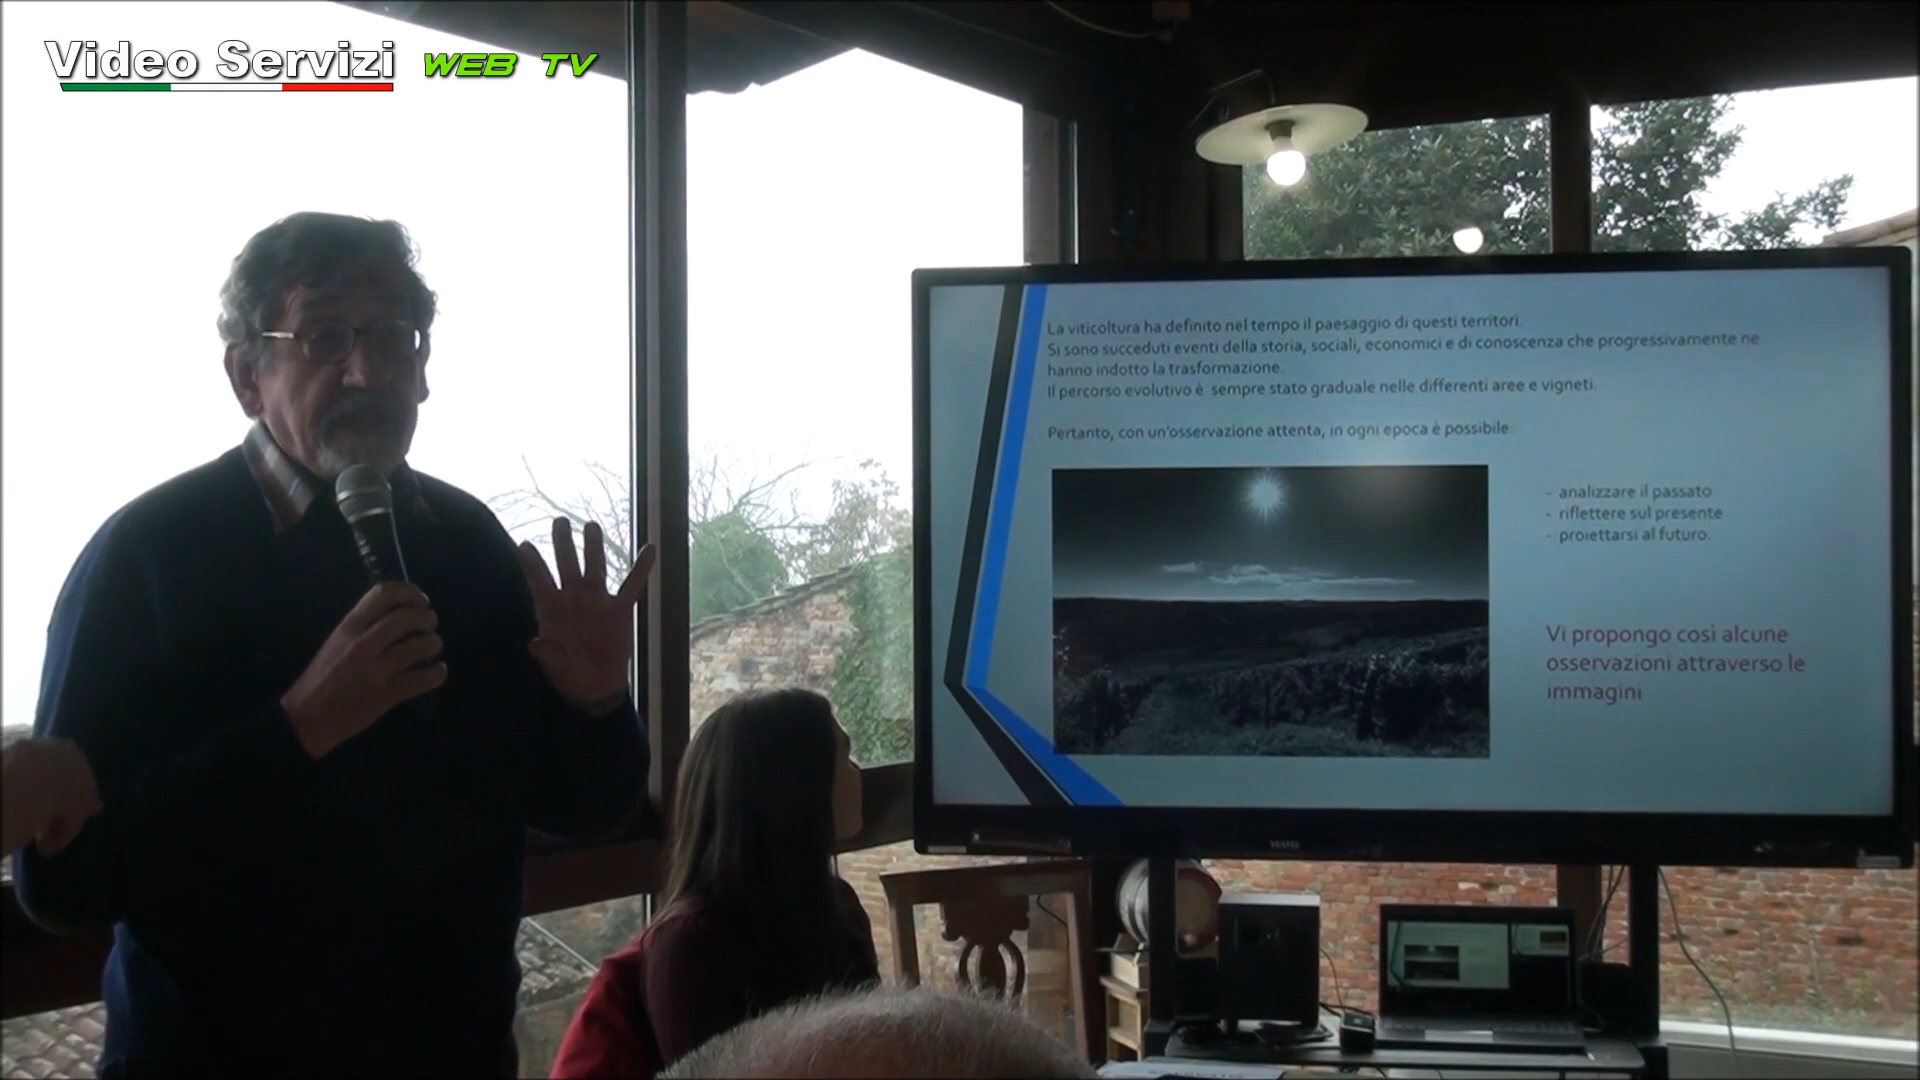 Video Servizi WEB TV
La viticoltura ha definito nel tempo il paesaggio di questi territori.
Si sono succeduti eventi della storia, sociali, economici e di conoscenza che progressivamente ne
hanno indotto la trasformazione.
Il percorso evolutivo è sempre stato graduale nelle differenti aree e vigneti.
Pertanto, con un'osservazione attenta, in ogni epoca è possibile:
- analizzare il passato
- riflettere sul presente
- proiettarsi al futuro.
Vi propongo così alcune
osservazioni attraverso le
immagini